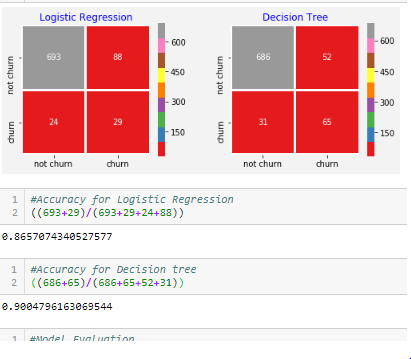 Logistic Regression
Decision Tree
not churn
693
88
churn
24
29
not churn
churn
600
450
300
150
not churn
686
52
churn
31
65
not churn
churn
600
450
300
150
1 #Accuracy for Logistic Regression
2 ((693+29)/(693+29+24+88))
0.8657074340527577
1 #Accuracy for Decision tree
2 ((686+65)/(686+65+52+31))
0.9004796163069544
1 #Model Evaluation